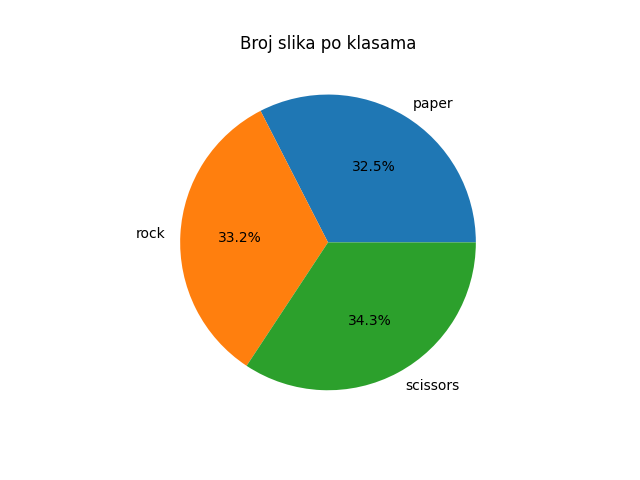 Broj slika po klasama
paper
32.5%
rock
33.2%
34.3%
scissors